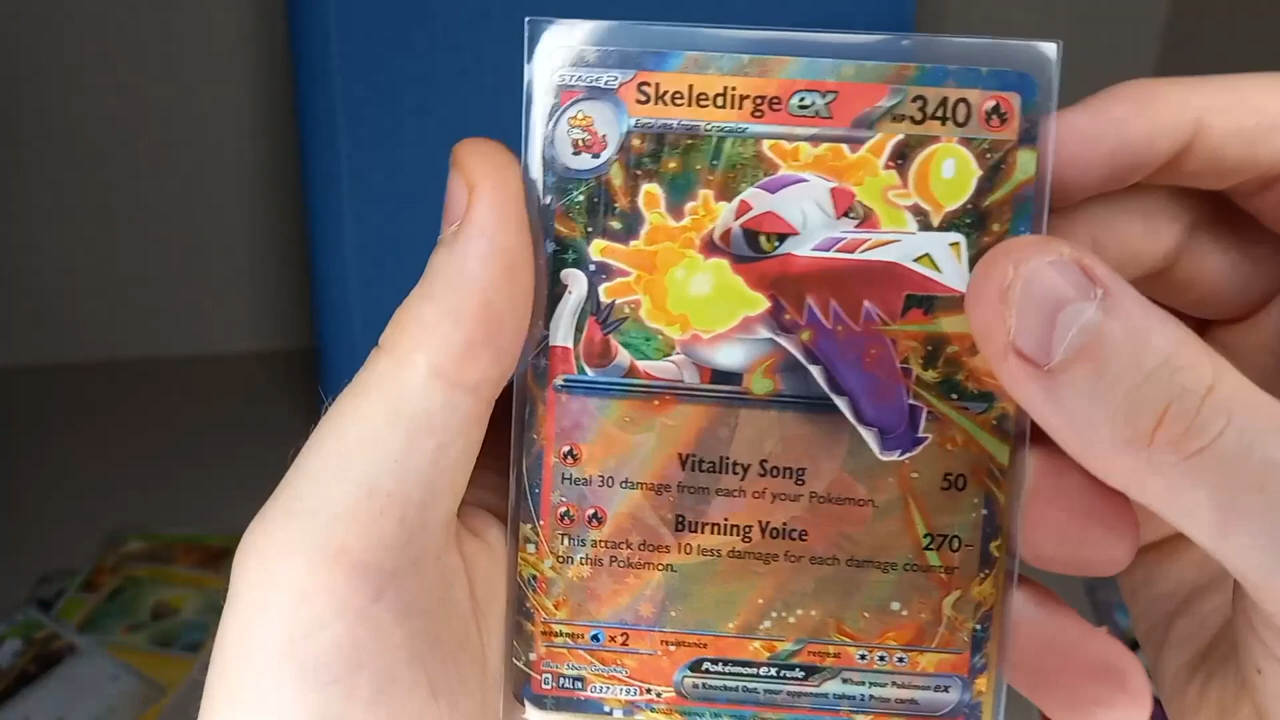 STAGE2
Skeledirge ex HP 340
Evolves from Crocalor
Vitality Song 50
Heal 30 damage from each of your Pokémon.
Burning Voice 270-
This attack does 10 less damage for each damage counter
on this Pokémon.
weakness ×2 resistance retreat
Illus. 5ban Graphics
Pokémon ex rule When your Pokémon ex
is Knocked Out, your opponent takes 2 Prize cards.
G PAL EN 037/193